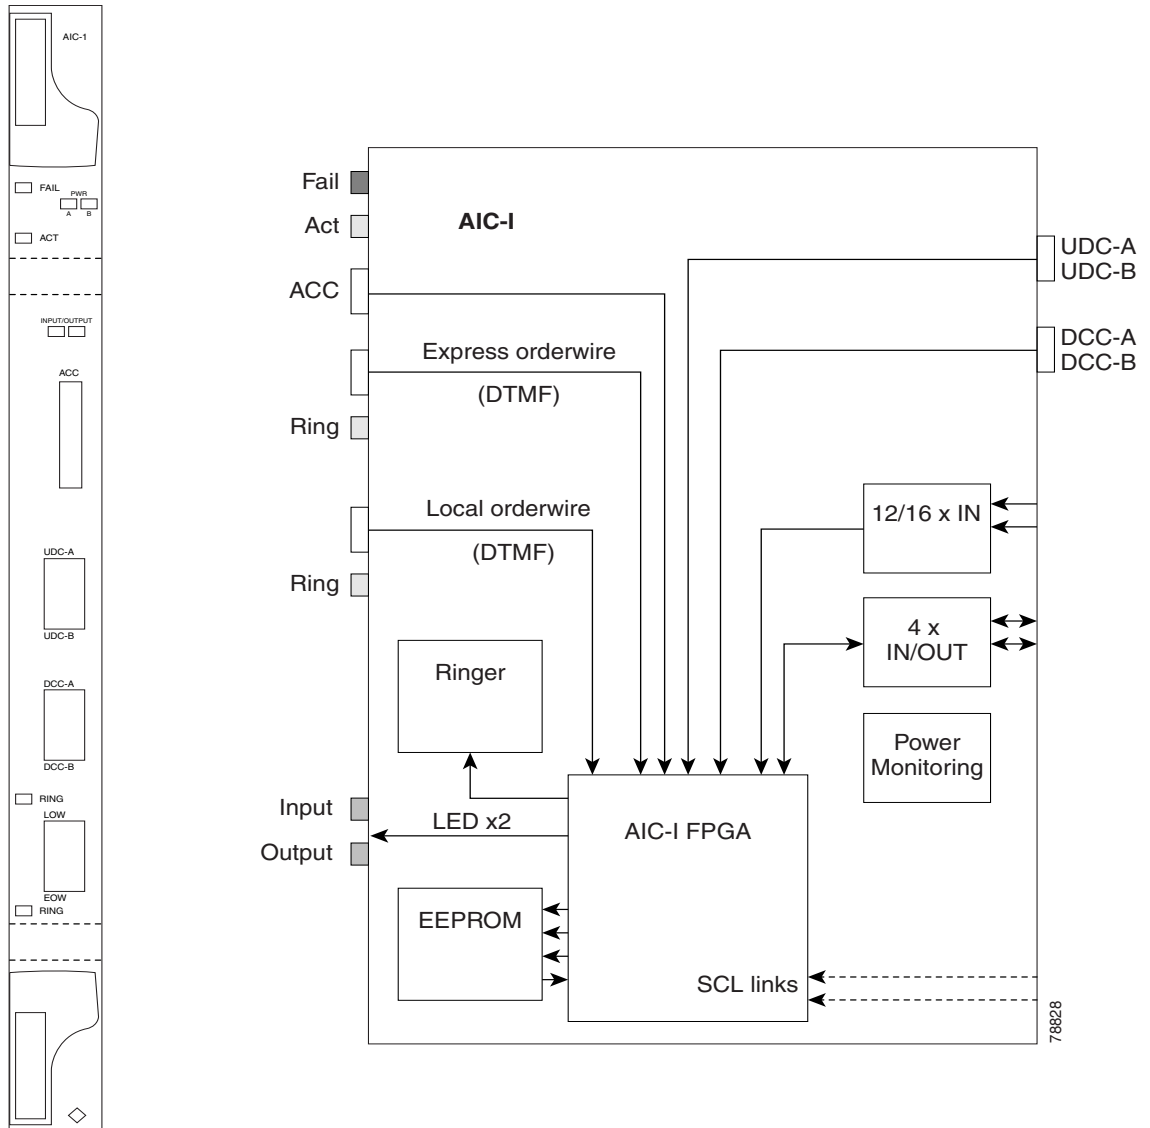 AIC-1
FAIL
PWR
A B
ACT
INPUT/OUTPUT
ACC
UDC-A
UDC-B
DCC-A
DCC-B
RING
LOW
EOW
RING
Fail
Act
AIC-I
ACC
UDC-A
UDC-B
DCC-A
DCC-B
Express orderwire
(DTMF)
Ring
Local orderwire
(DTMF)
Ring
12/16 x IN
4 x
IN/OUT
Ringer
Power
Monitoring
Input
LED x2
Output
AIC-I FPGA
EEPROM
SCL links
78828